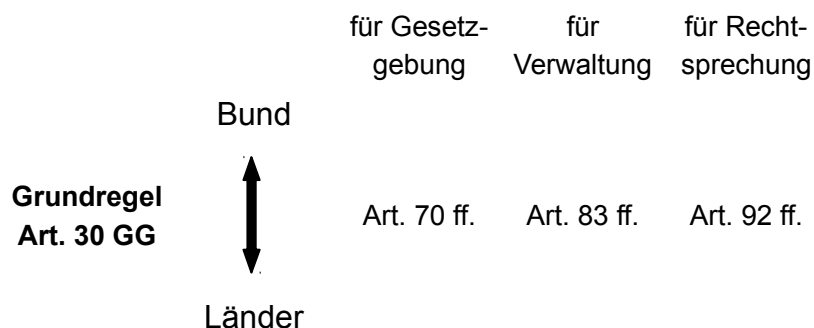 für Gesetz-
gebung
für
Verwaltung
für Recht-
sprechung
Bund
Grundregel
Art. 30 GG
Art. 70 ff.
Art. 83 ff.
Art. 92 ff.
Länder